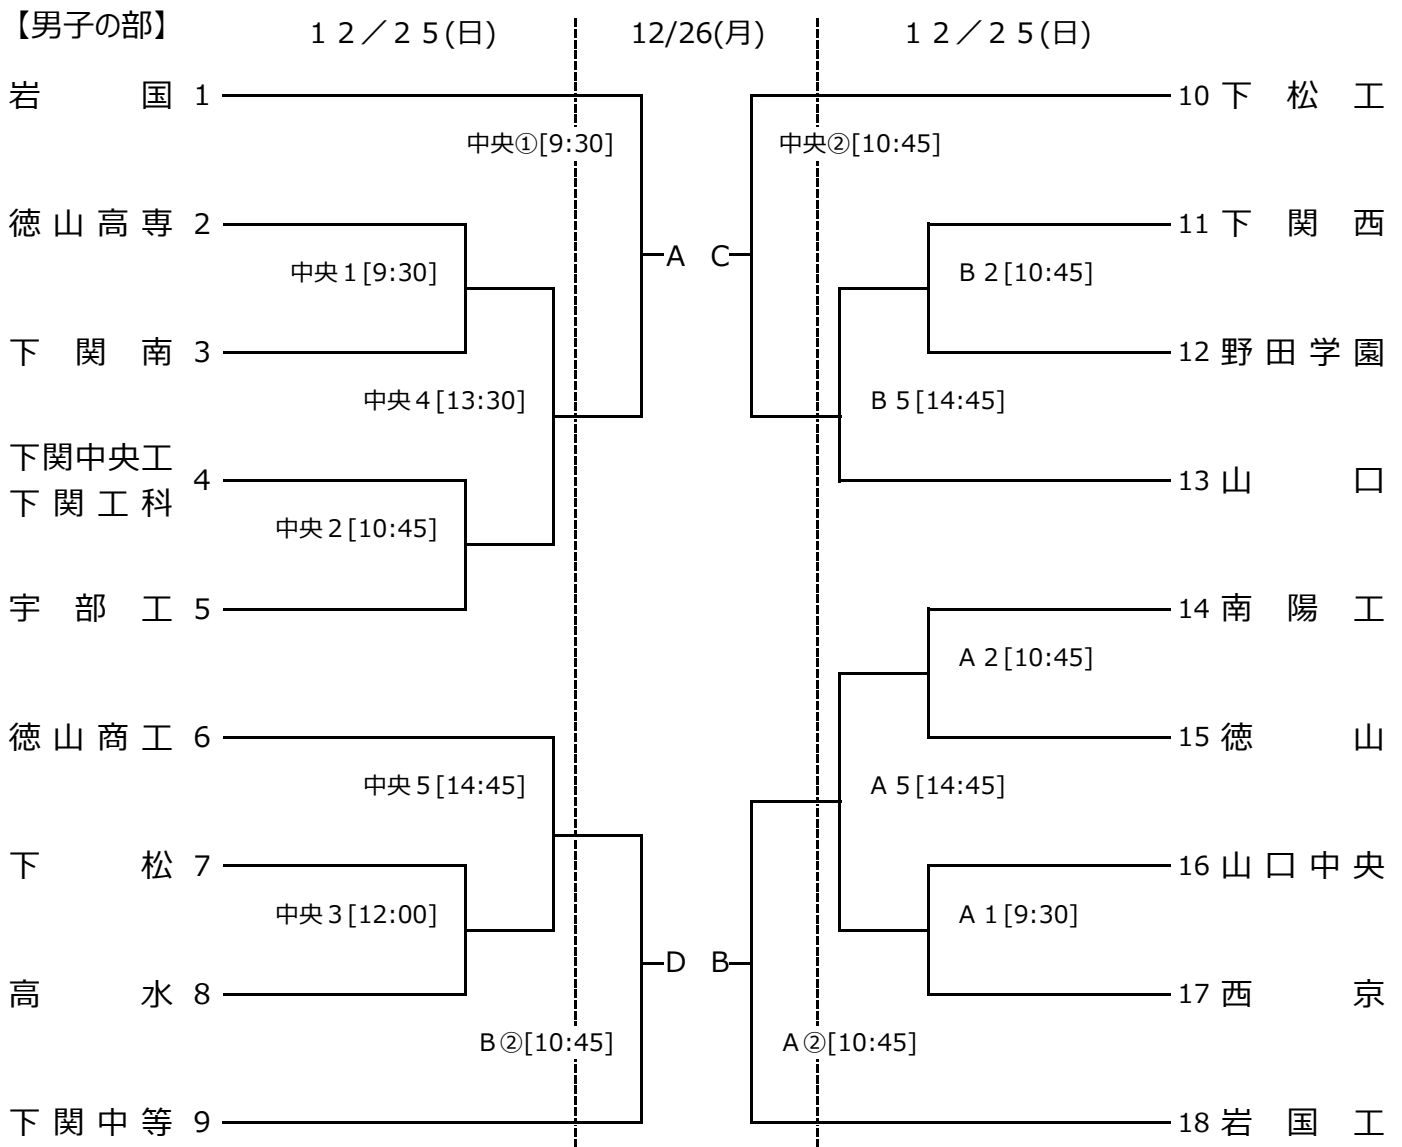 【男子の部】 １２／２５(日) 12/26(月) １２／２５(日)
岩国 1
10 下松工
中央①[9:30]
中央②[10:45]
徳山高専 2
11 下関西
A C
中央１[9:30]
B２[10:45]
下関南 3
12 野田学園
中央４[13:30]
B５[14:45]
下関中央工
下関工科
4
13 山口
中央２[10:45]
宇部工 5
14 南陽工
A２[10:45]
徳山商工 6
15 徳山
中央５[14:45]
A５[14:45]
下松 7
16 山口中央
中央３[12:00]
A１[9:30]
D B
高水 8
17 西京
B②[10:45]
A②[10:45]
下関中等 9
18 岩国工